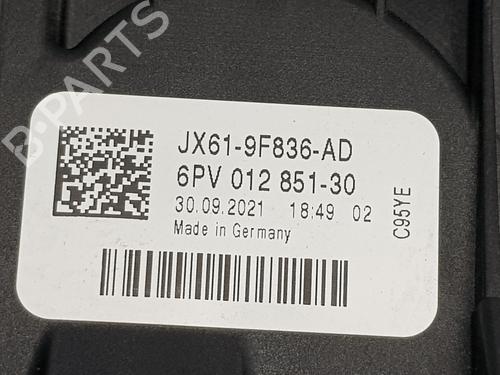 B-PARTS
JX61-9F836-AD
6PV 012 851-30
30.09.2021 18:49 02
Made in Germany
C95YE